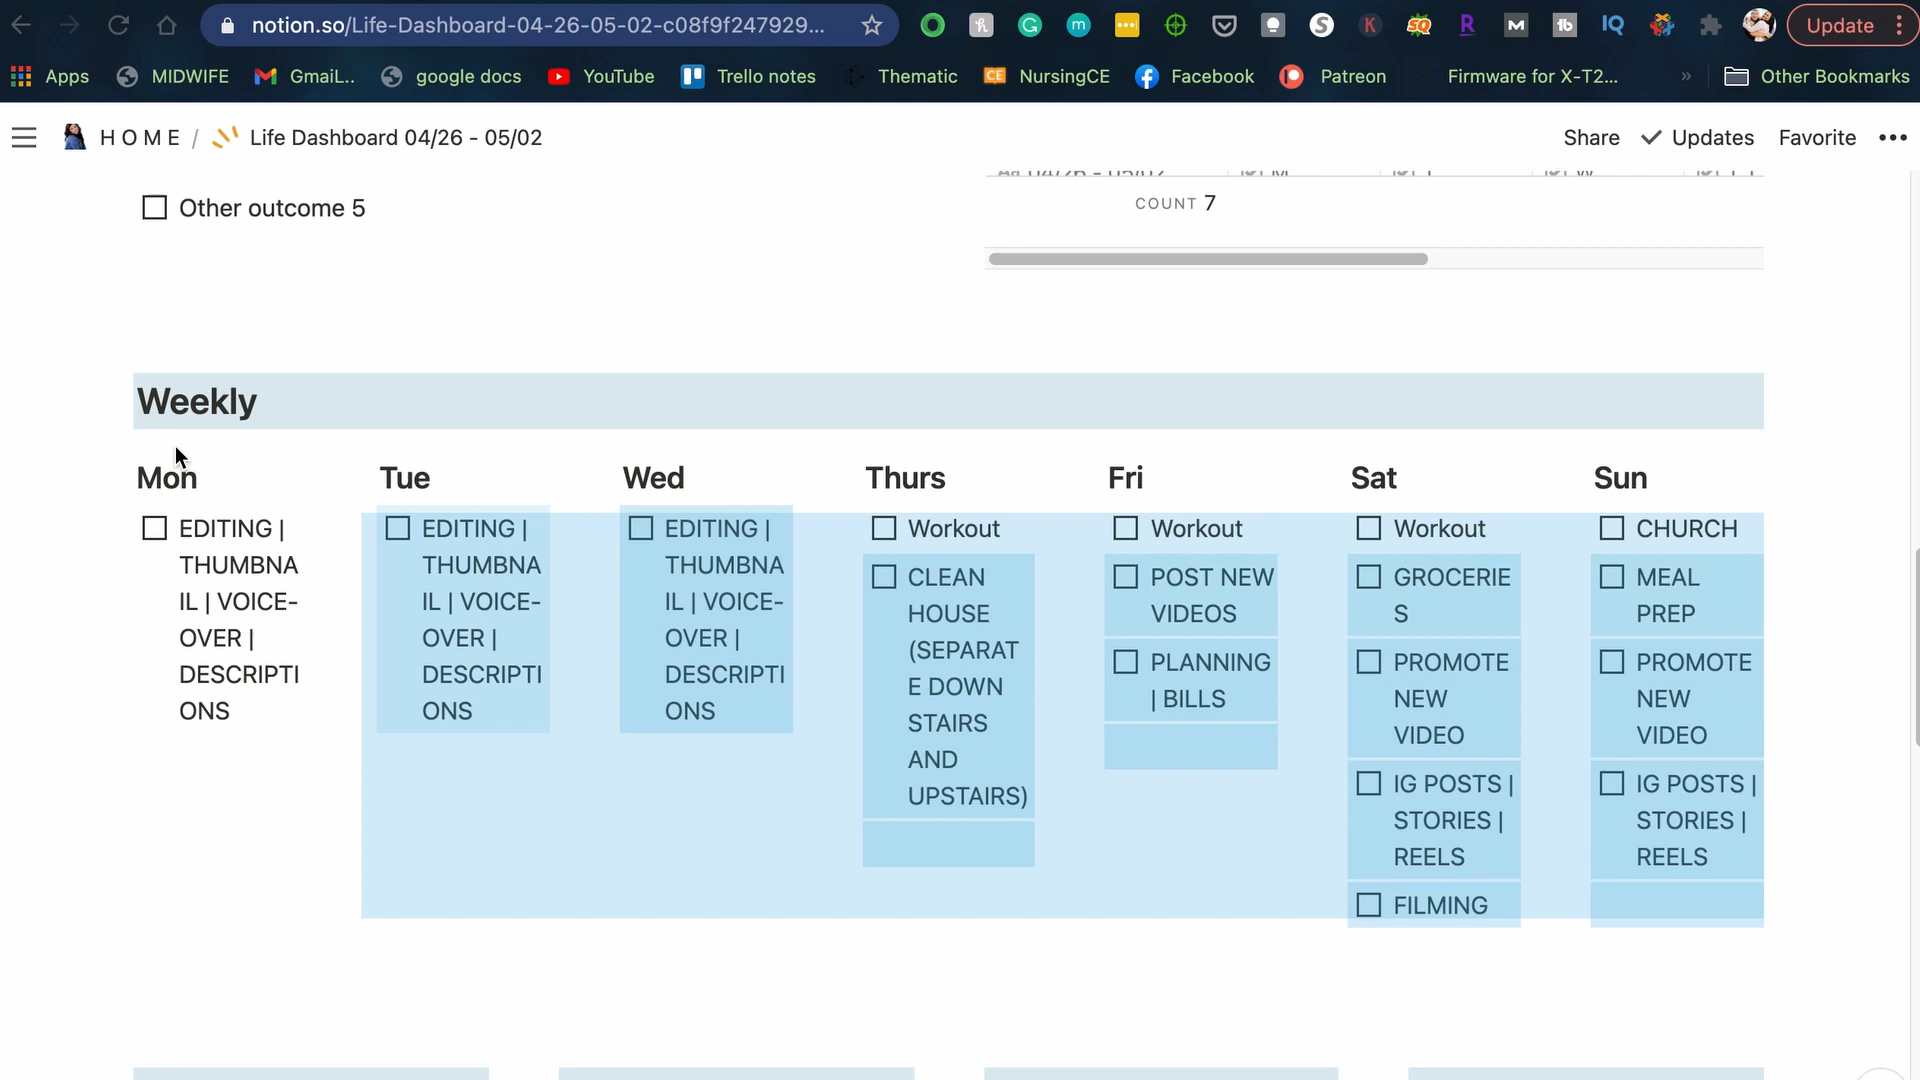 notion.so/Life-Dashboard-04-26-05-02-c08f9f247929...
Update
Apps
MIDWIFE
GmaiL..
google docs
YouTube
Trello notes
Thematic
NursingCE
Facebook
Patreon
Firmware for X-T2...
»
Other Bookmarks
HOME / Life Dashboard 04/26 - 05/02
Share
Updates
Favorite
Other outcome 5
COUNT 7
Weekly
Mon
EDITING |
THUMBNA
IL | VOICE-
OVER |
DESCRIPTI
ONS
Tue
EDITING |
THUMBNA
IL | VOICE-
OVER |
DESCRIPTI
ONS
Wed
EDITING |
THUMBNA
IL | VOICE-
OVER |
DESCRIPTI
ONS
Thurs
Workout
CLEAN
HOUSE
(SEPARAT
E DOWN
STAIRS
AND
UPSTAIRS)
Fri
Workout
POST NEW
VIDEOS
PLANNING
| BILLS
Sat
Workout
GROCERIE
S
PROMOTE
NEW
VIDEO
IG POSTS |
STORIES |
REELS
FILMING
Sun
CHURCH
MEAL
PREP
PROMOTE
NEW
VIDEO
IG POSTS |
STORIES |
REELS